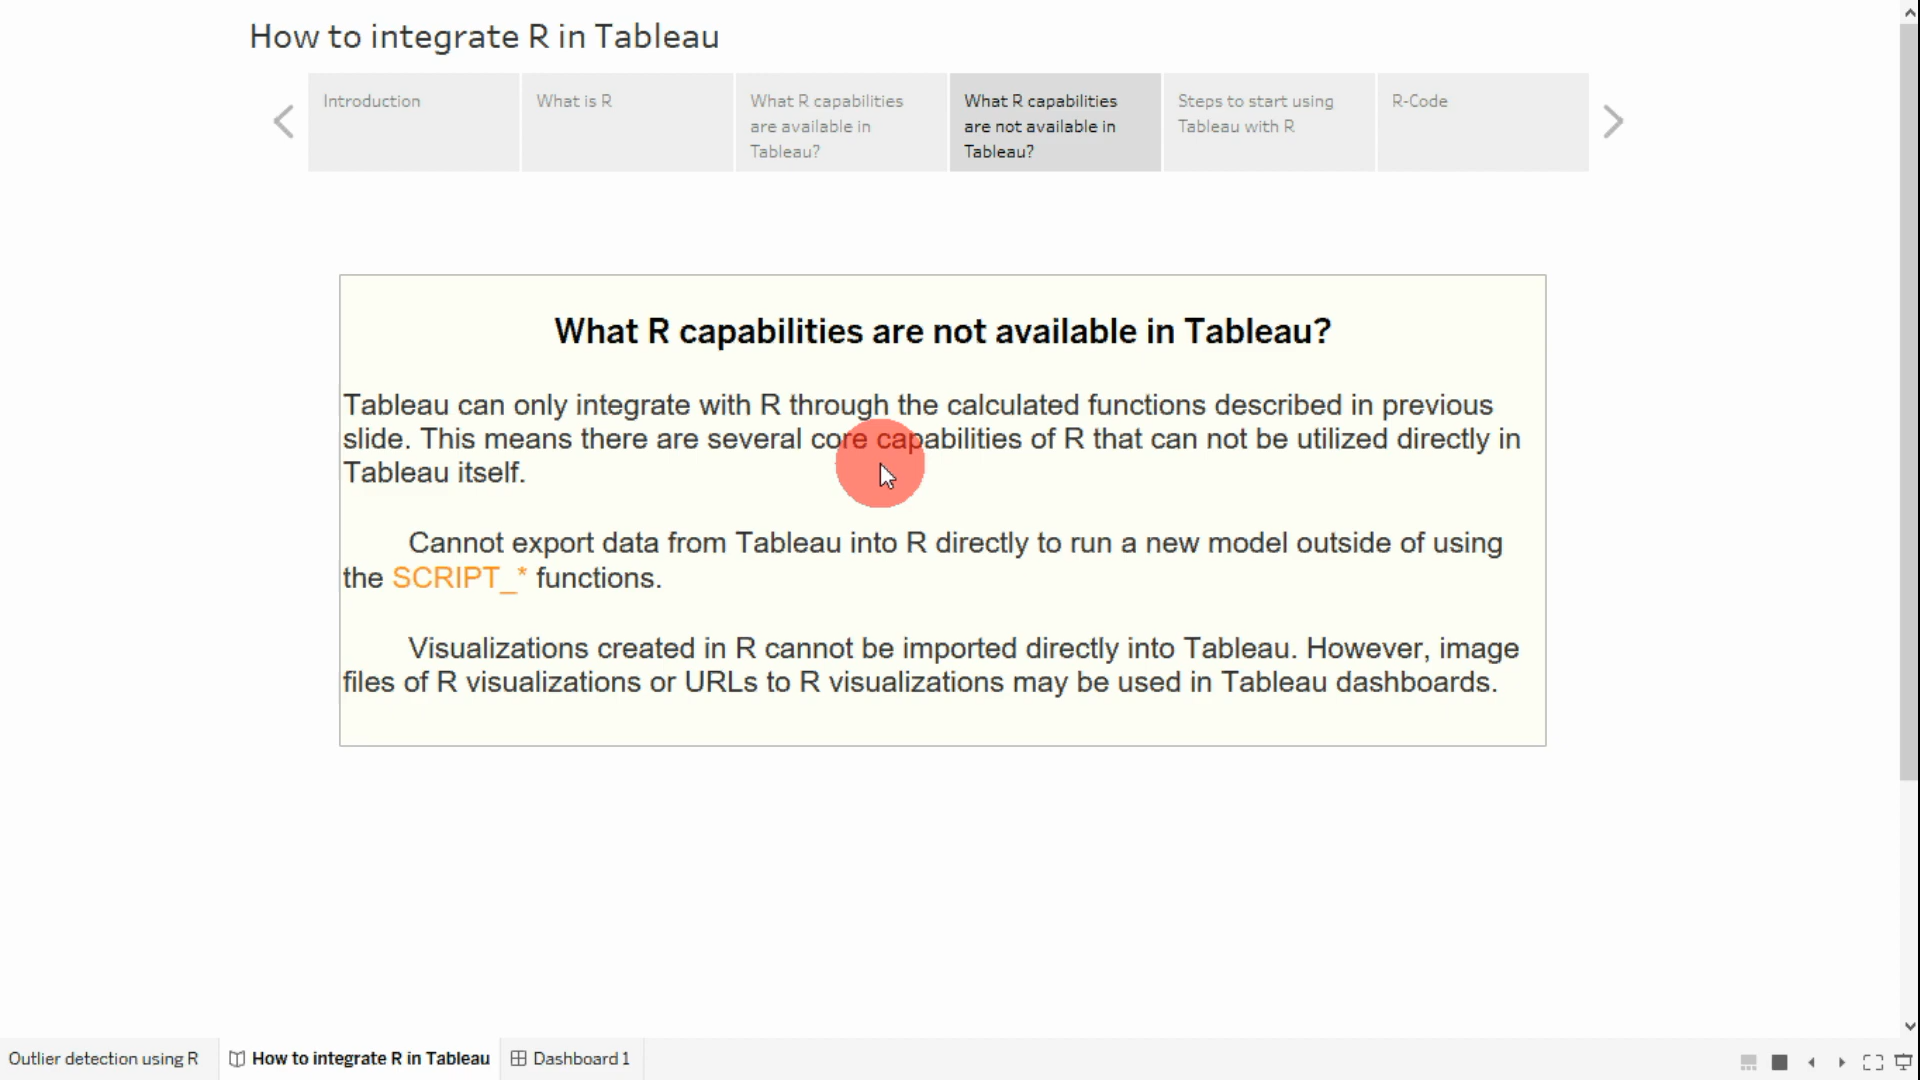 How to integrate R in Tableau
Introduction
What is R
What R capabilities
are available in
Tableau?
What R capabilities
are not available in
Tableau?
Steps to start using
Tableau with R
R-Code
What R capabilities are not available in Tableau?
Tableau can only integrate with R through the calculated functions described in previous
slide. This means there are several core capabilities of R that can not be utilized directly in
Tableau itself.
Cannot export data from Tableau into R directly to run a new model outside of using
the SCRIPT_* functions.
Visualizations created in R cannot be imported directly into Tableau. However, image
files of R visualizations or URLs to R visualizations may be used in Tableau dashboards.
Outlier detection using R
How to integrate R in Tableau
Dashboard 1